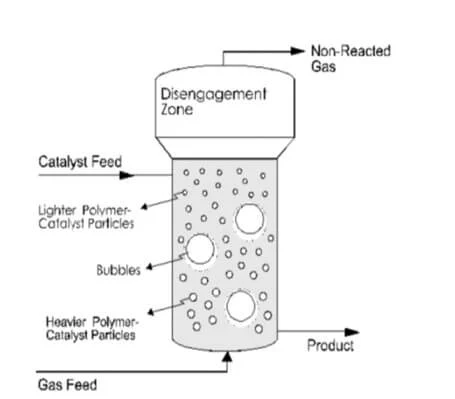 Non-Reacted
Gas
Disengagement
Zone
Catalyst Feed
Lighter Polymer-
Catalyst Particles
Bubbles
Heavier Polymer-
Catalyst Particles
Product
Gas Feed